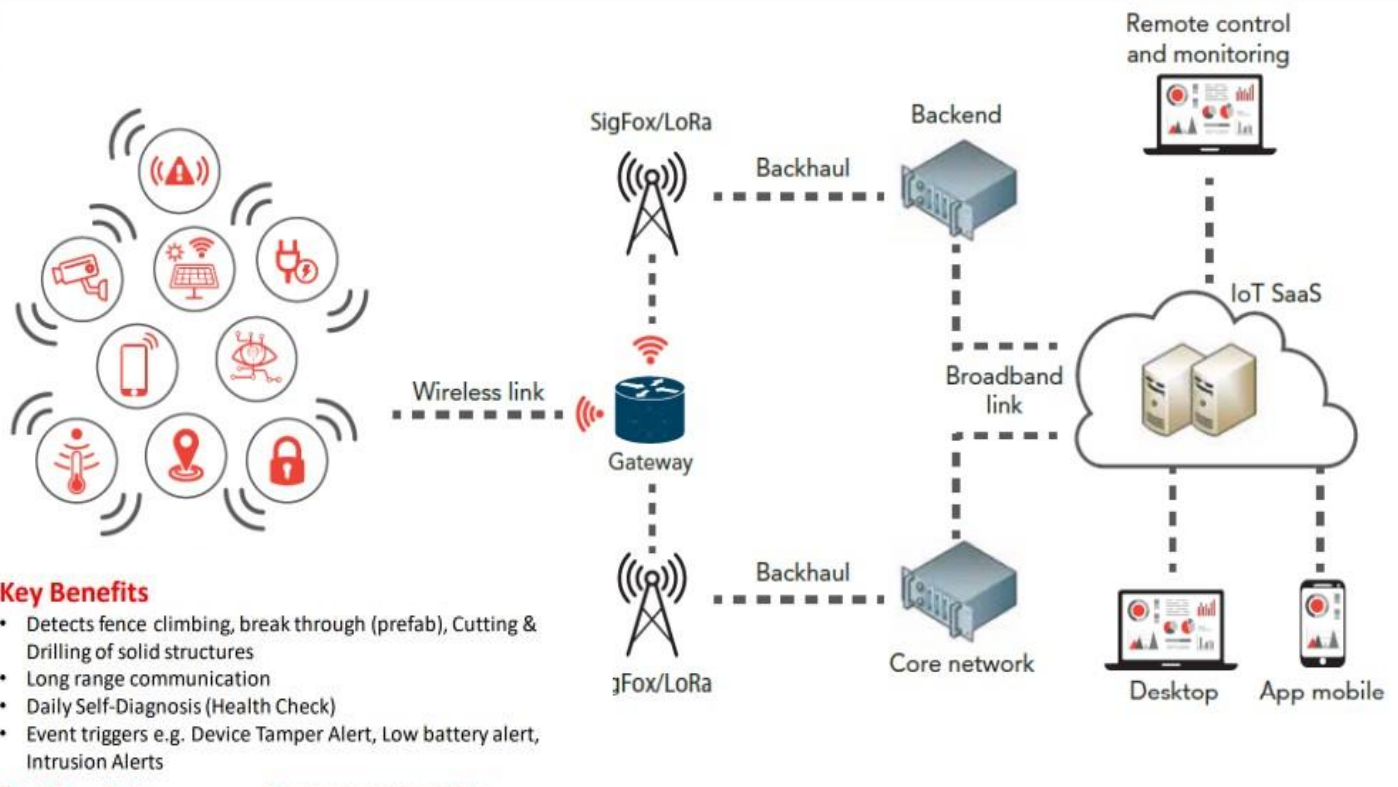 Remote control
and monitoring
SigFox/LoRa
Backhaul
Backend
IoT SaaS
Wireless link
Gateway
Broadband
link
Backhaul
Core network
gFox/LoRa
Desktop
App mobile
Key Benefits
• Detects fence climbing, break through (prefab), Cutting &
Drilling of solid structures
• Long range communication
• Daily Self-Diagnosis (Health Check)
• Event triggers e.g. Device Tamper Alert, Low battery alert,
Intrusion Alerts